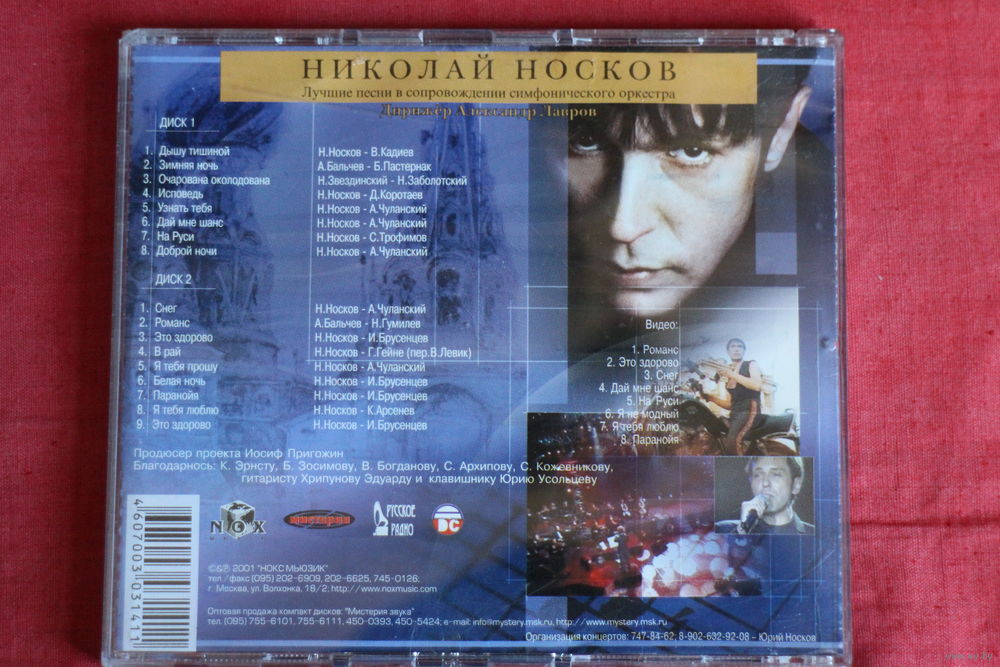 НИКОЛАЙ НОСКОВ
Лучшие песни в сопровождении симфонического оркестра
Дирижёр Александр Лавров
ДИСК 1
1. Дышу тишиной Н.Носков - В.Кадиев
2. Зимняя ночь А.Бальчев - Б.Пастернак
3. Очарована околодована Н.Звездинский - Н.Заболотский
4. Исповедь Н.Носков - Д.Коротаев
5. Узнать тебя Н.Носков - А.Чуланский
6. Дай мне шанс Н.Носков - А.Чуланский
7. На Руси Н.Носков - С.Трофимов
8. Доброй ночи Н.Носков - А.Чуланский
ДИСК 2
1. Снег Н.Носков - А.Чуланский
2. Романс А.Бальчев - Н.Гумилев
3. Это здорово Н.Носков - И.Брусенцев
4. В рай Н.Носков - Г.Гейне (пер.В.Левик)
5. Я тебя прошу Н.Носков - А.Чуланский
6. Белая ночь Н.Носков - И.Брусенцев
7. Паранойя Н.Носков - И.Брусенцев
8. Я тебя люблю Н.Носков - К.Арсенев
9. Это здорово Н.Носков - И.Брусенцев
Видео:
1. Романс
2. Это здорово
3. Снег
4. Дай мне шанс
5. На Руси
6. Я не модный
7. Я тебя люблю
8. Паранойя
Продюсер проекта Иосиф Пригожин
Благодарнось: К. Эрнсту, Б. Зосимову, В. Богданову, С. Архипову, С. Кожевникову,
гитаристу Хрипунову Эдуарду и клавишнику Юрию Усольцеву
NOX
мистерия
РУССКОЕ
РАДИО
DC
4607003031411
©&℗ 2001 "НОКС МЬЮЗИК"
тел./факс (095) 202-6909, 202-6625, 745-0126;
г. Москва, ул. Волхонка, 18/2; http://www.noxmusic.com
Оптовая продажа компакт дисков: "Мистерия звука"
тел. (095) 755-6101, 755-6111, 450-0393, 450-5424; e-mail: info@mystery.msk.ru, http://www.mystery.msk.ru
Организация концертов: 747-84-62; 8-902-632-92-08 - Юрий Носков